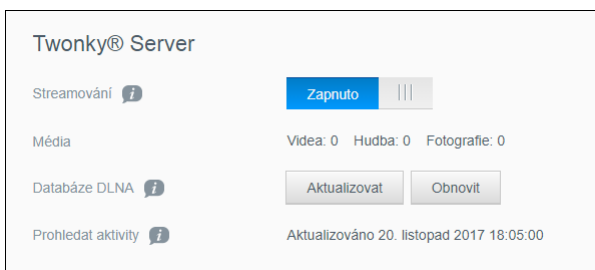 Twonky® Server
Streamování Zapnuto
Média Videa: 0 Hudba: 0 Fotografie: 0
Databáze DLNA Aktualizovat Obnovit
Prohledat aktivity Aktualizováno 20. listopad 2017 18:05:00